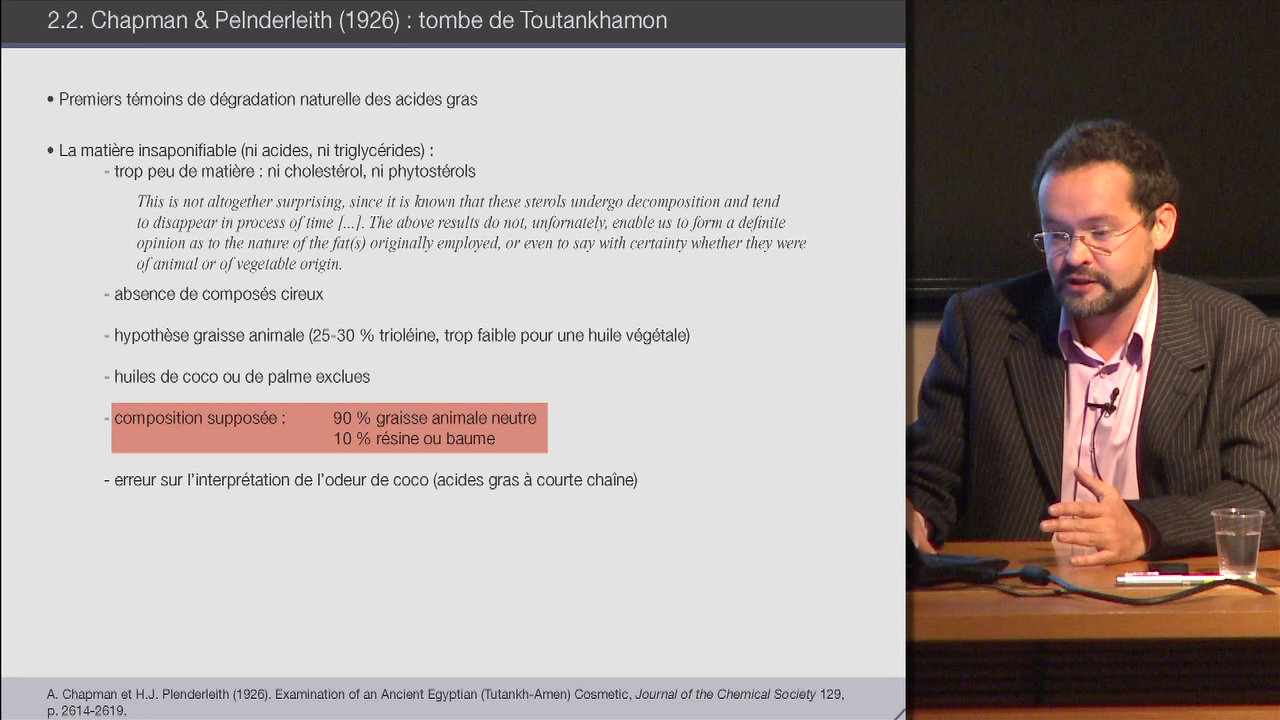 2.2. Chapman & Pelnderleith (1926) : tombe de Toutankhamon
• Premiers témoins de dégradation naturelle des acides gras
• La matière insaponifiable (ni acides, ni triglycérides) :
- trop peu de matière : ni cholestérol, ni phytostérols
This is not altogether surprising, since it is known that these sterols undergo decomposition and tend
to disappear in process of time [...]. The above results do not, unfornately, enable us to form a definite
opinion as to the nature of the fat(s) originally employed, or even to say with certainty whether they were
of animal or of vegetable origin.
- absence de composés cireux
- hypothèse graisse animale (25-30 % trioléine, trop faible pour une huile végétale)
- huiles de coco ou de palme exclues
- composition supposée : 90 % graisse animale neutre
10 % résine ou baume
- erreur sur l'interprétation de l'odeur de coco (acides gras à courte chaîne)
A. Chapman et H.J. Plenderleith (1926). Examination of an Ancient Egyptian (Tutankh-Amen) Cosmetic, Journal of the Chemical Society 129,
p. 2614-2619.